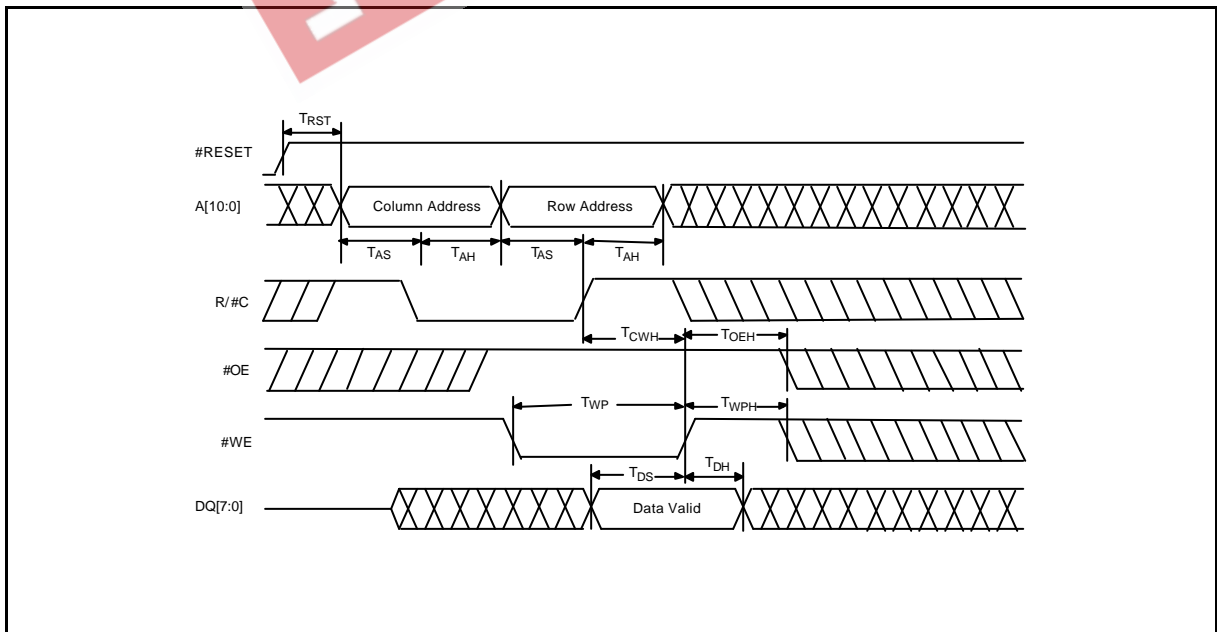 TRST
#RESET
A[10:0]
Column Address
Row Address
TAS
TAH
TAS
TAH
R/#C
TCWH
TOEH
#OE
TWP
TWPH
#WE
TDS
TDH
DQ[7:0]
Data Valid